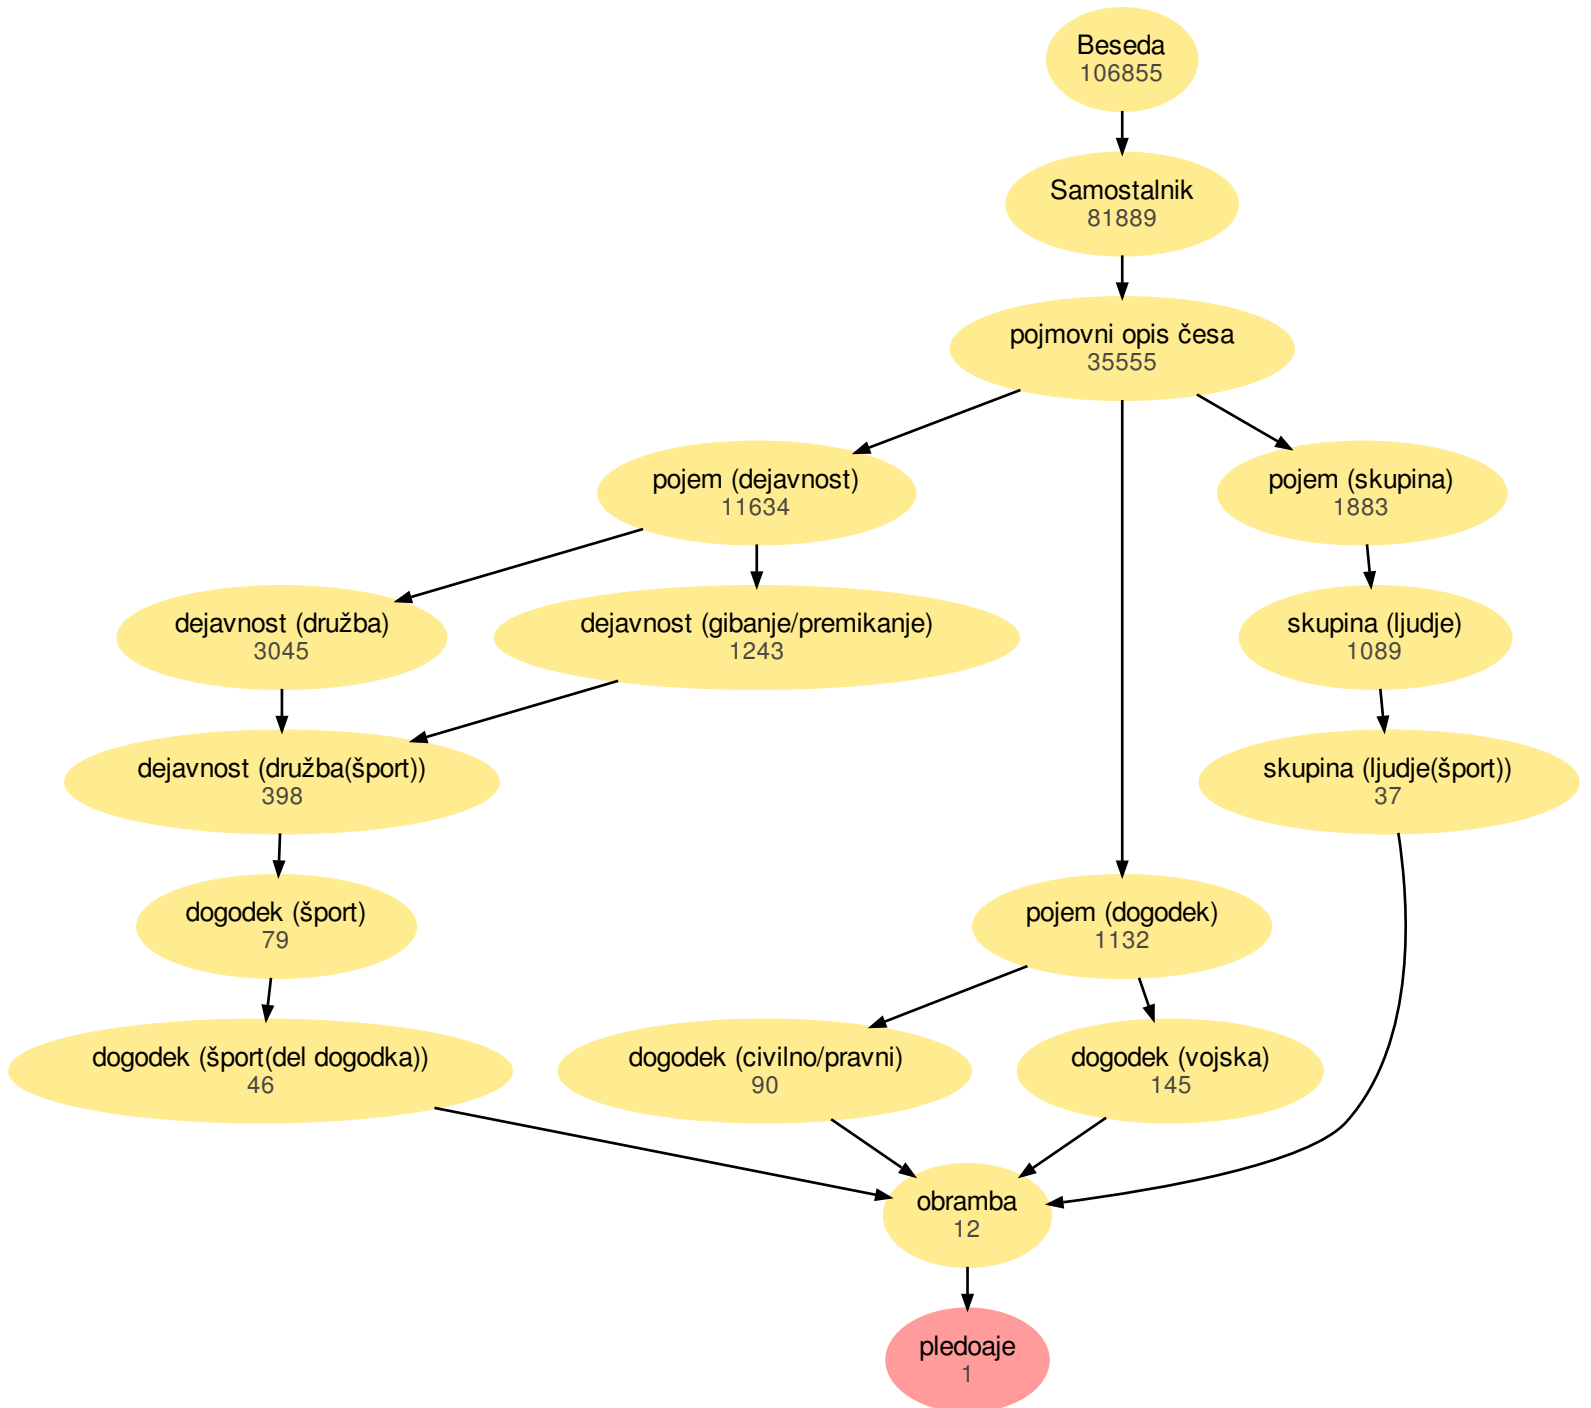 Beseda
106855
Samostalnik
81889
pojmovni opis česa
35555
pojem (dejavnost)
11634
pojem (skupina)
1883
dejavnost (družba)
3045
dejavnost (gibanje/premikanje)
1243
skupina (ljudje)
1089
dejavnost (družba(šport))
398
skupina (ljudje(šport))
37
dogodek (šport)
79
pojem (dogodek)
1132
dogodek (šport(del dogodka))
46
dogodek (civilno/pravni)
90
dogodek (vojska)
145
obramba
12
pledoaje
1